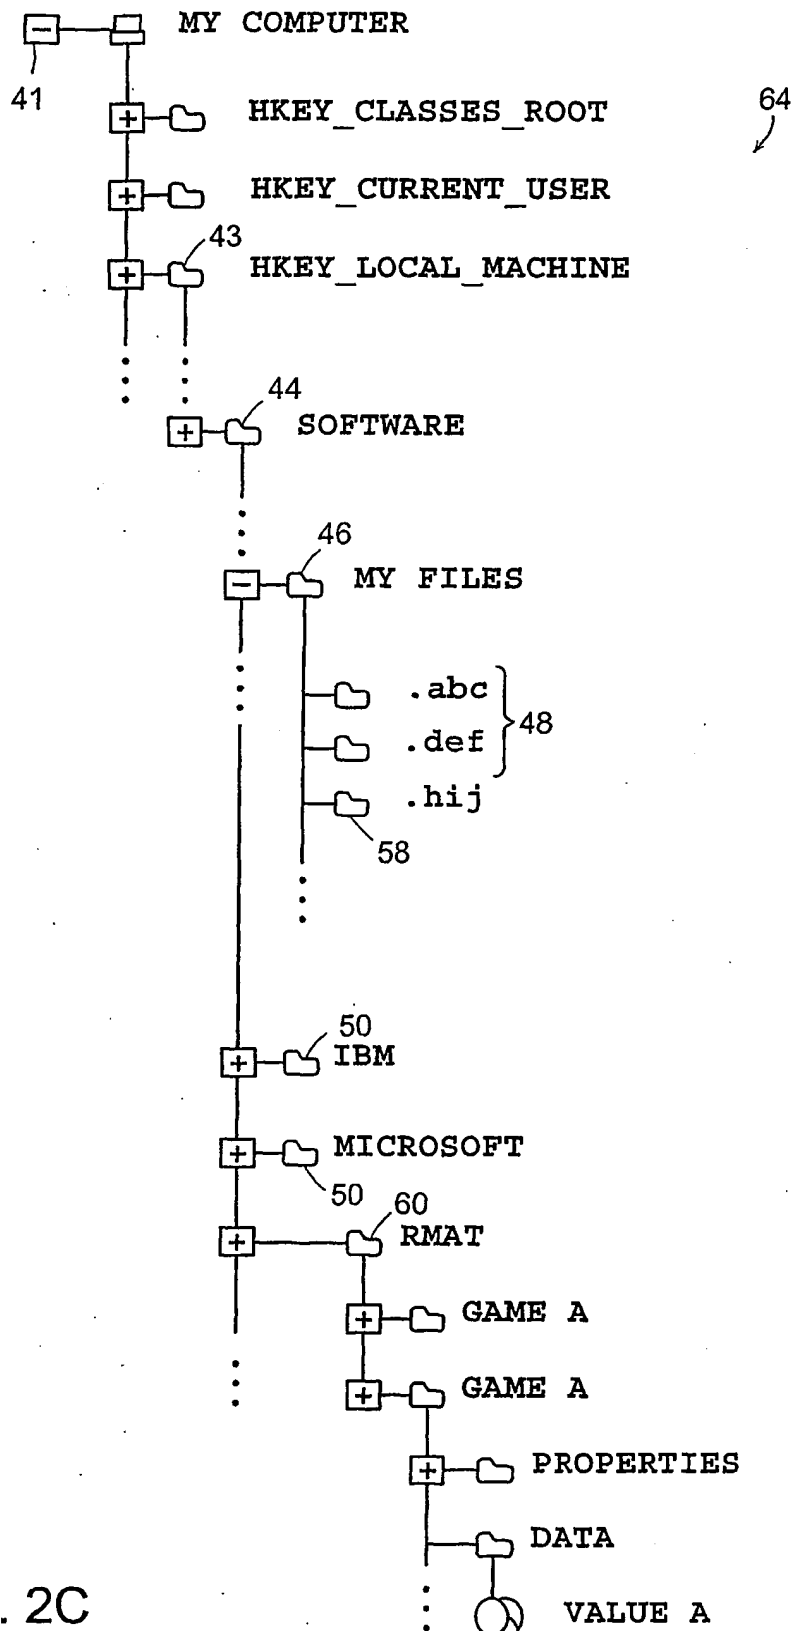 MY COMPUTER
41
HKEY_CLASSES_ROOT
64
HKEY_CURRENT_USER
43
HKEY_LOCAL_MACHINE
44
SOFTWARE
46
MY FILES
.abc
48
.def
.hij
58
50
IBM
MICROSOFT
50
60
RMAT
GAME A
GAME A
PROPERTIES
DATA
. 2C
VALUE A